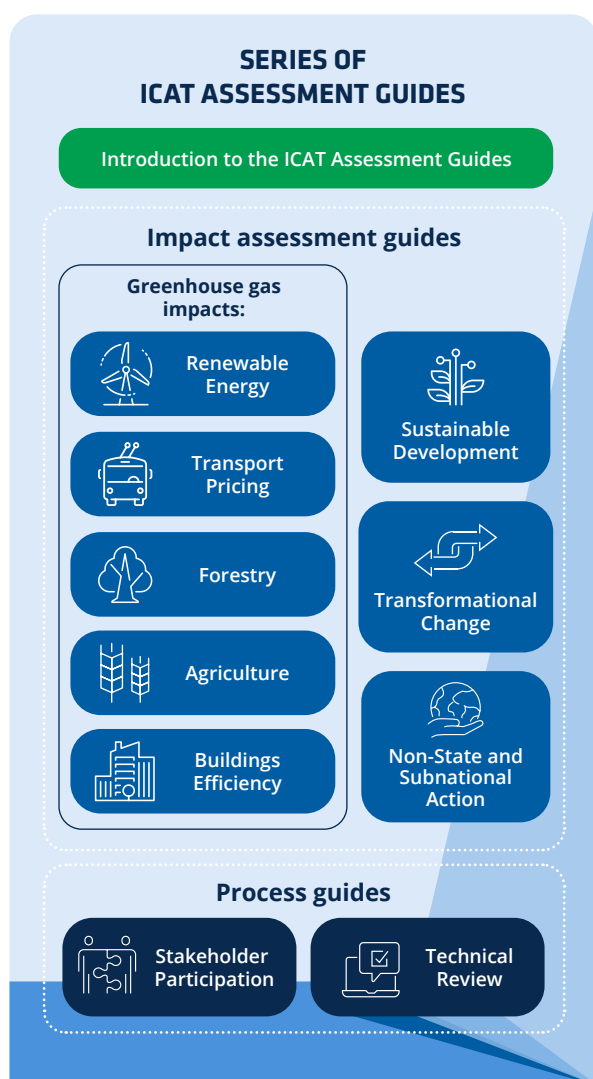 SERIES OF
ICAT ASSESSMENT GUIDES
Introduction to the ICAT Assessment Guides
Impact assessment guides
Greenhouse gas
impacts:
Renewable
Energy
Transport
Pricing
Forestry
Agriculture
Buildings
Efficiency
Sustainable
Development
Transformational
Change
Non-State and
Subnational
Action
Process guides
Stakeholder
Participation
Technical
Review